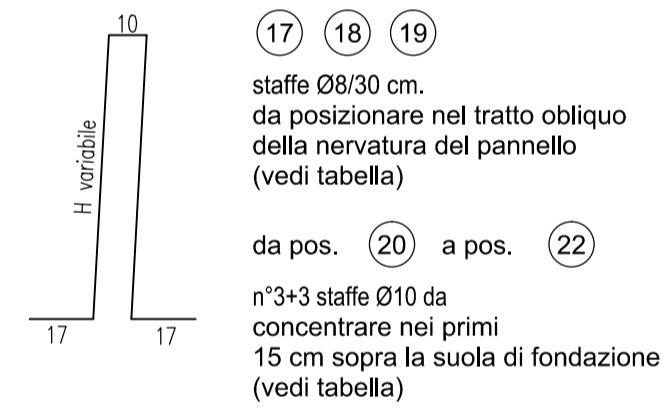 10
H variabile
17
17
17 18 19
staffe Ø8/30 cm.
da posizionare nel tratto obliquo
della nervatura del pannello
(vedi tabella)
da pos. 20 a pos. 22
n°3+3 staffe Ø10 da
concentrare nei primi
15 cm sopra la suola di fondazione
(vedi tabella)